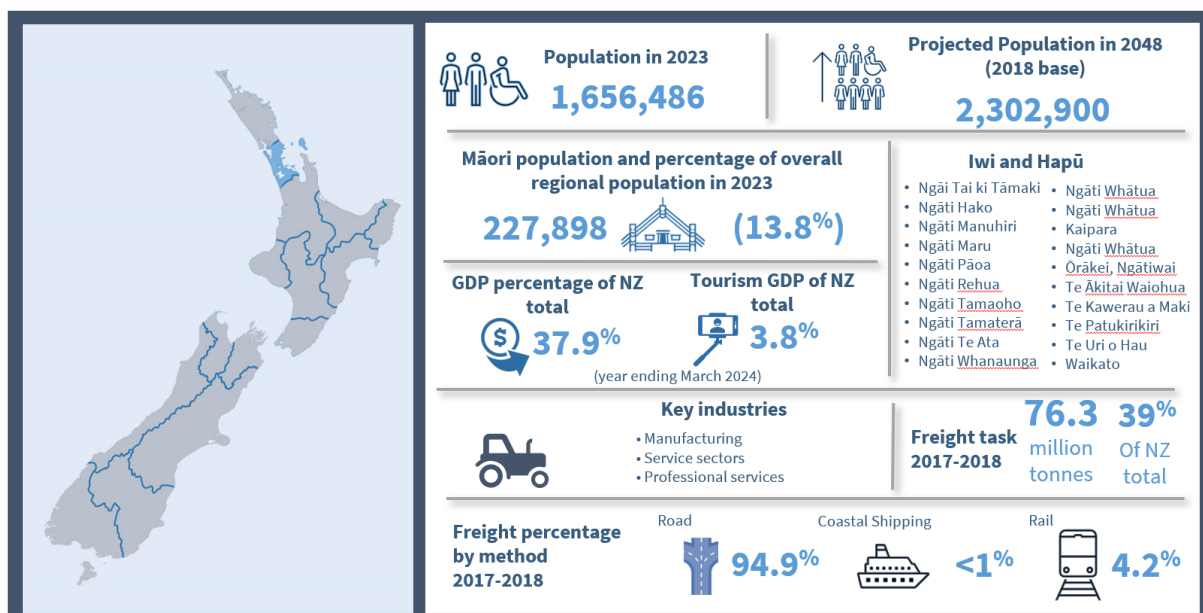 Population in 2023
1,656,486
Projected Population in 2048
(2018 base)
2,302,900
Māori population and percentage of overall
regional population in 2023
227,898
(13.8%)
Iwi and Hapū
• Ngāi Tai ki Tāmaki
• Ngāti Hako
• Ngāti Manuhiri
• Ngāti Maru
• Ngāti Pāoa
• Ngāti Rehua
• Ngāti Tamaoho
• Ngāti Tamaterā
• Ngāti Te Ata
• Ngāti Whanaunga
• Ngāti Whātua
• Ngāti Whātua
• Kaipara
• Ngāti Whātua
• Ōrākei, Ngātiwai
• Te Ākitai Waiohua
• Te Kawerau a Maki
• Te Patukirikiri
• Te Uri o Hau
• Waikato
GDP percentage of NZ
total
$
37.9%
Tourism GDP of NZ
total
3.8%
(year ending March 2024)
Key industries
• Manufacturing
• Service sectors
• Professional services
Freight task
2017-2018
76.3
million
tonnes
39%
Of NZ
total
Freight percentage
by method
2017-2018
Road
94.9%
Coastal Shipping
<1%
Rail
4.2%